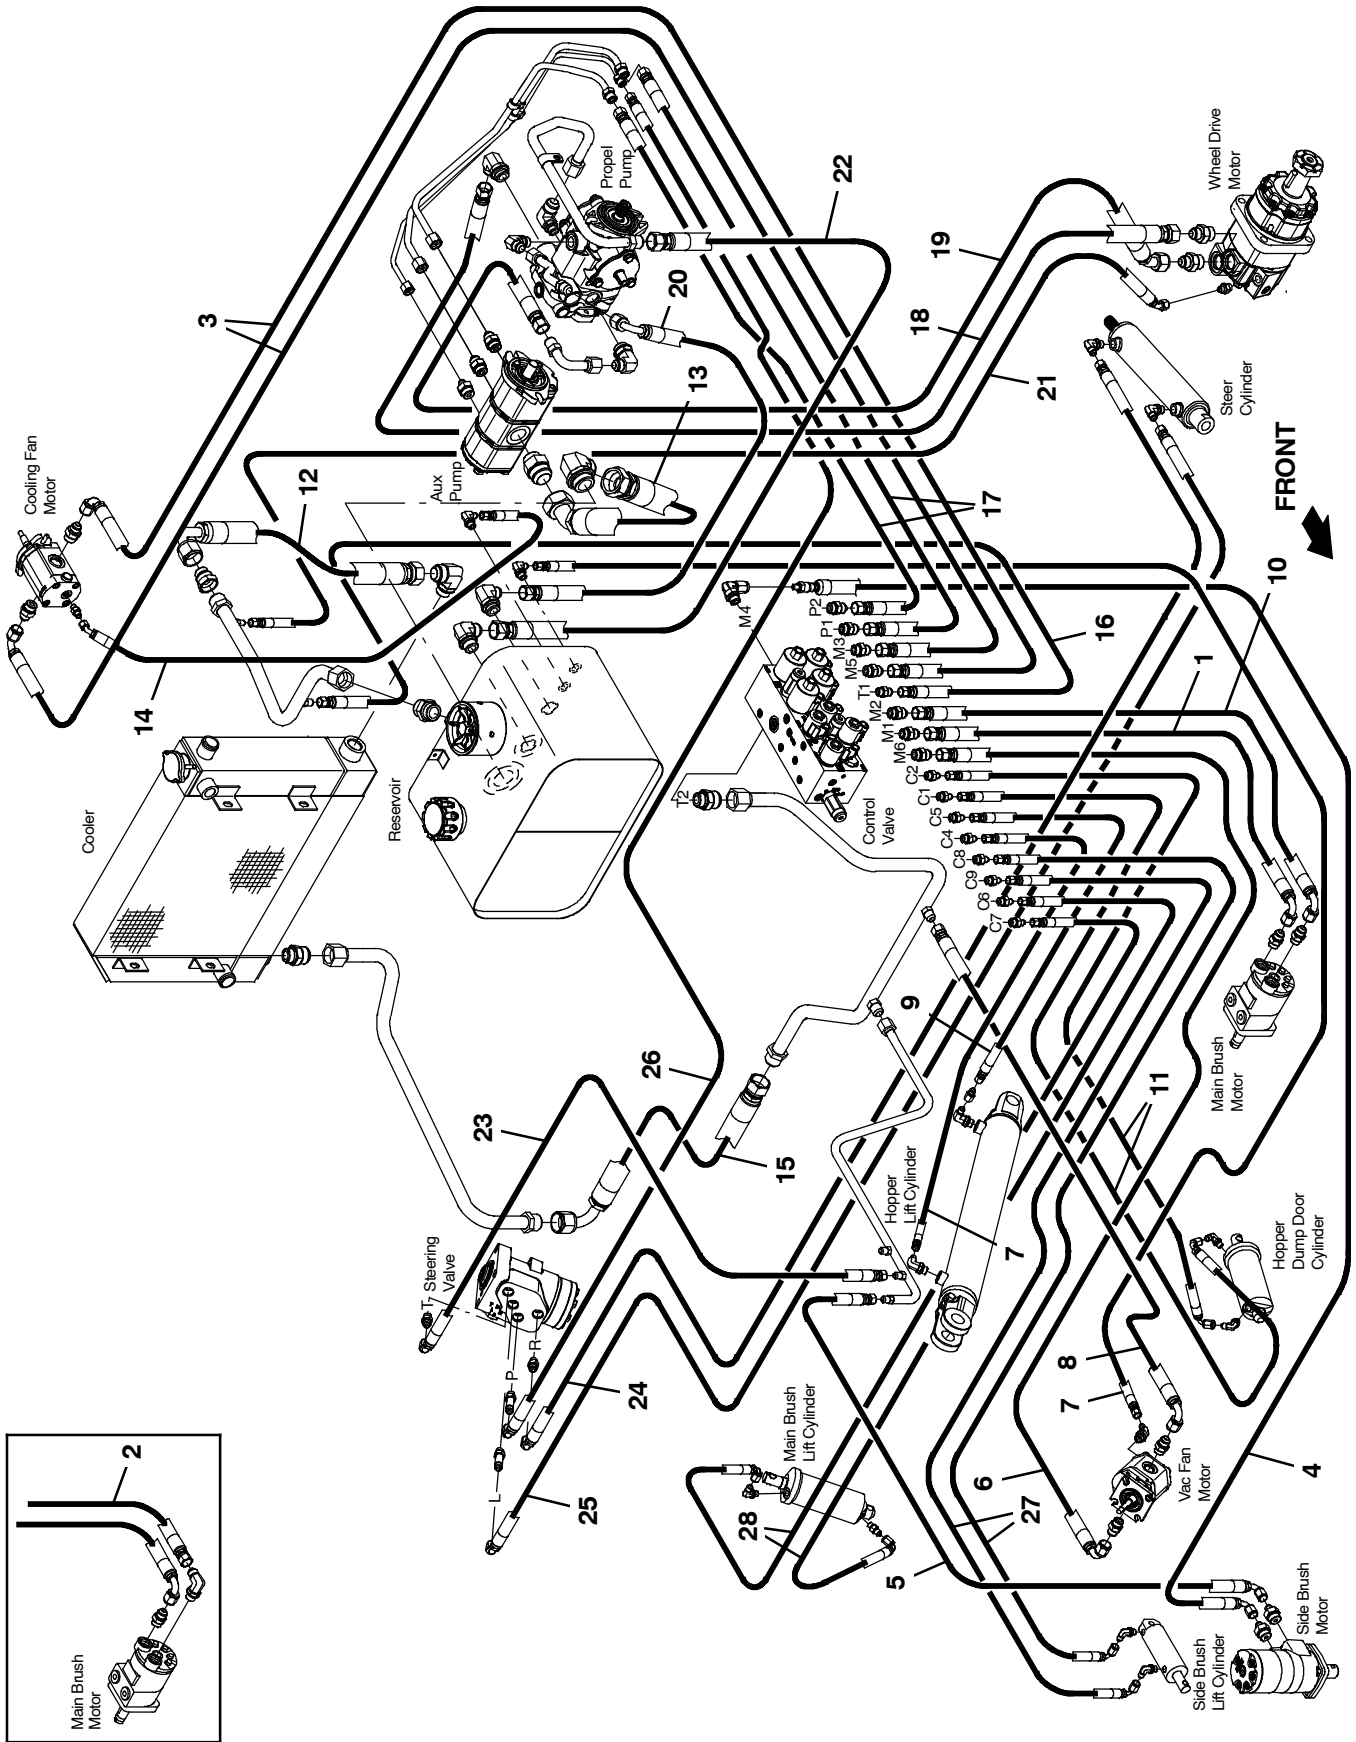 Cooling Fan
Motor
3
Propel
Pump
22
20
13
Aux
Pump
12
14
Cooler
Reservoir
19
18
21
Wheel Drive
Motor
Steer
Cylinder
FRONT
17
10
16
1
M4
P2
P1
M3
M5
T1
M2
M1
M6
C2
C1
C5
C4
C8
C9
C6
C7
T2
Control
Valve
26
23
15
9
11
Main Brush
Motor
Hopper
Lift Cylinder
7
Steering
Valve
T
P
R
L
24
25
Hopper
Dump Door
Cylinder
8
7
6
Vac Fan
Motor
4
Main Brush
Lift Cylinder
28
27
5
Side Brush
Motor
Side Brush
Lift Cylinder
2
Main Brush
Motor